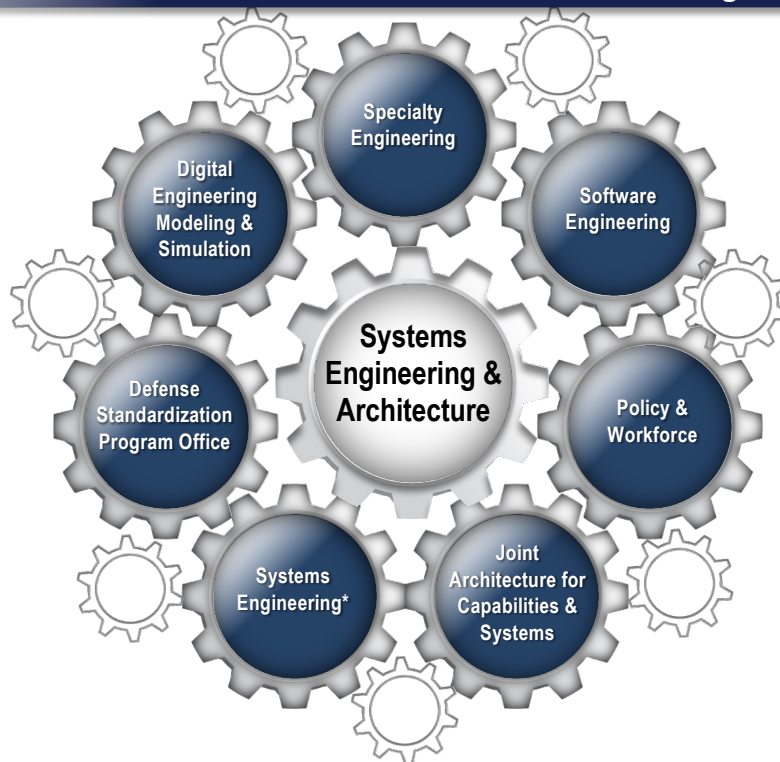 Specialty
Engineering
Digital
Engineering
Modeling &
Simulation
Software
Engineering
Systems
Engineering &
Architecture
Defense
Standardization
Program Office
Policy &
Workforce
Systems
Engineering*
Joint
Architecture for
Capabilities &
Systems